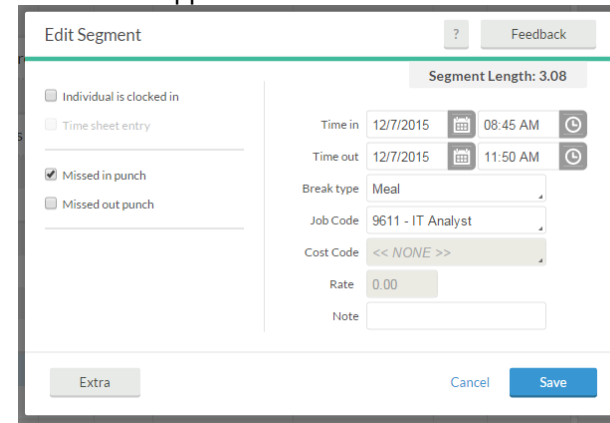 Edit Segment ? Feedback
Segment Length: 3.08
Individual is clocked in
Time sheet entry
Missed in punch
Missed out punch
Time in 12/7/2015 08:45 AM
Time out 12/7/2015 11:50 AM
Break type Meal
Job Code 9611 - IT Analyst
Cost Code << NONE >>
Rate 0.00
Note
Extra Cancel Save